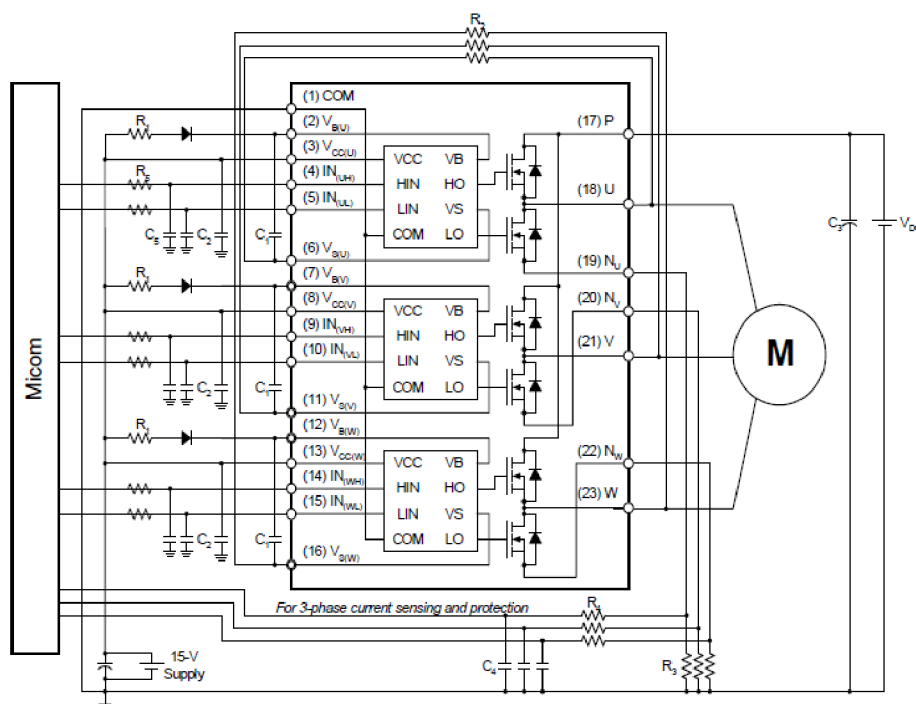 R2
Micom
(1) COM
(2) VB(U)
(3) VCC(U)
(4) IN(UH)
(5) IN(UL)
(6) VS(U)
(7) VB(V)
(8) VCC(V)
(9) IN(VH)
(10) IN(VL)
(11) VS(V)
(12) VB(W)
(13) VCC(W)
(14) IN(WH)
(15) IN(WL)
(16) VS(W)
(17) P
(18) U
(19) NU
(20) NV
(21) V
(22) NW
(23) W
R1
R5
C5 C2 C1
R1
C2 C1
R1
C2 C1
VCC VB
HIN HO
LIN VS
COM LO
VCC VB
HIN HO
LIN VS
COM LO
VCC VB
HIN HO
LIN VS
COM LO
C3
M
For 3-phase current sensing and protection
R4
C4
R3
15-V
Supply